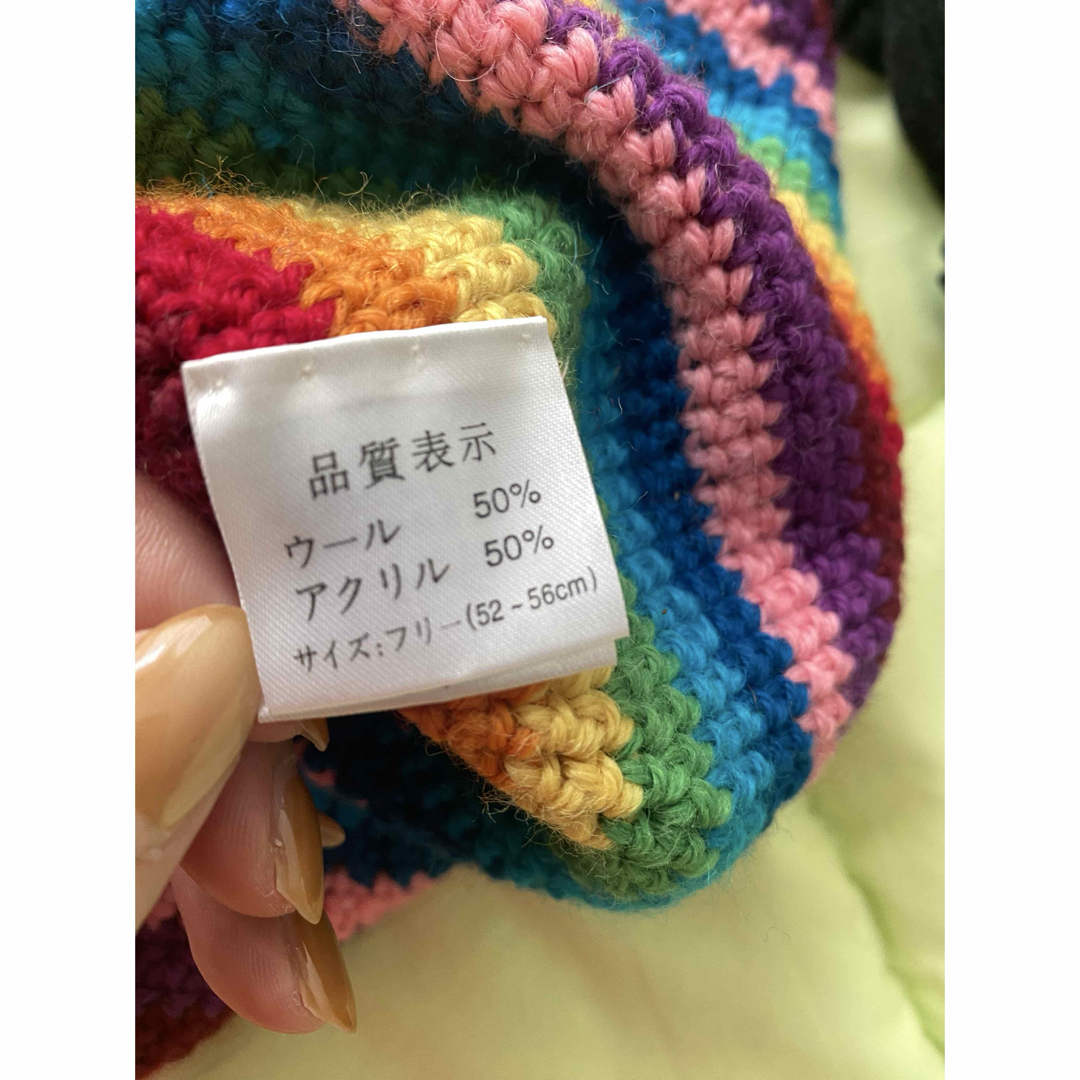 品質表示
ウール 50%
アクリル 50%
サイズ:フリー(52~56cm)